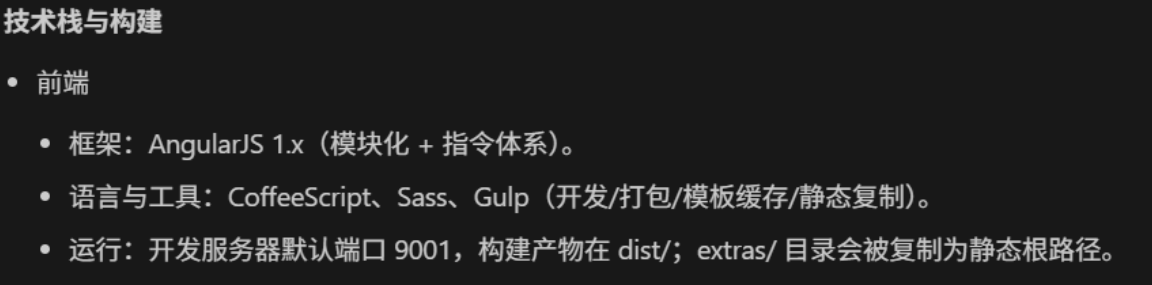 技术栈与构建
前端
框架：AngularJS 1.x（模块化 + 指令体系）。
语言与工具：CoffeeScript、Sass、Gulp（开发/打包/模板缓存/静态复制）。
运行：开发服务器默认端口 9001，构建产物在 dist/；extras/ 目录会被复制为静态根路径。